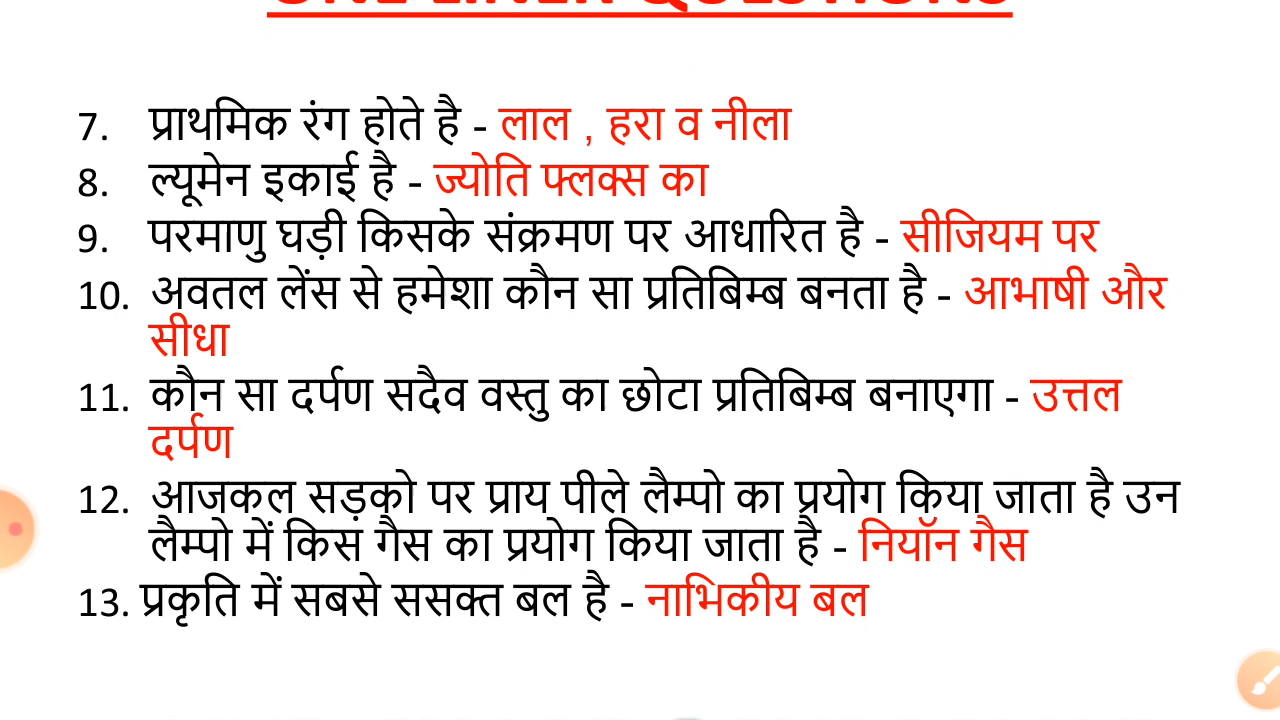 7. प्राथमिक रंग होते है - लाल , हरा व नीला
8. ल्यूमेन इकाई है - ज्योति फ्लक्स का
9. परमाणु घड़ी किसके संक्रमण पर आधारित है - सीजियम पर
10. अवतल लेंस से हमेशा कौन सा प्रतिबिम्ब बनता है - आभाषी और
सीधा
11. कौन सा दर्पण सदैव वस्तु का छोटा प्रतिबिम्ब बनाएगा - उत्तल
दर्पण
12. आजकल सड़को पर प्राय पीले लैम्पो का प्रयोग किया जाता है उन
लैम्पो में किस गैस का प्रयोग किया जाता है - नियॉन गैस
13. प्रकृति में सबसे ससक्त बल है - नाभिकीय बल